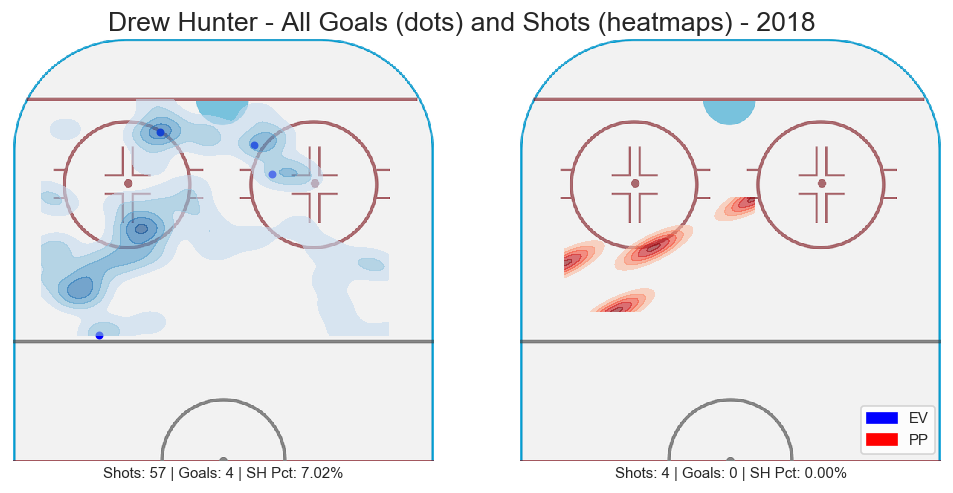 Drew Hunter - All Goals (dots) and Shots (heatmaps) - 2018
EV
PP
Shots: 57 | Goals: 4 | SH Pct: 7.02%
Shots: 4 | Goals: 0 | SH Pct: 0.00%